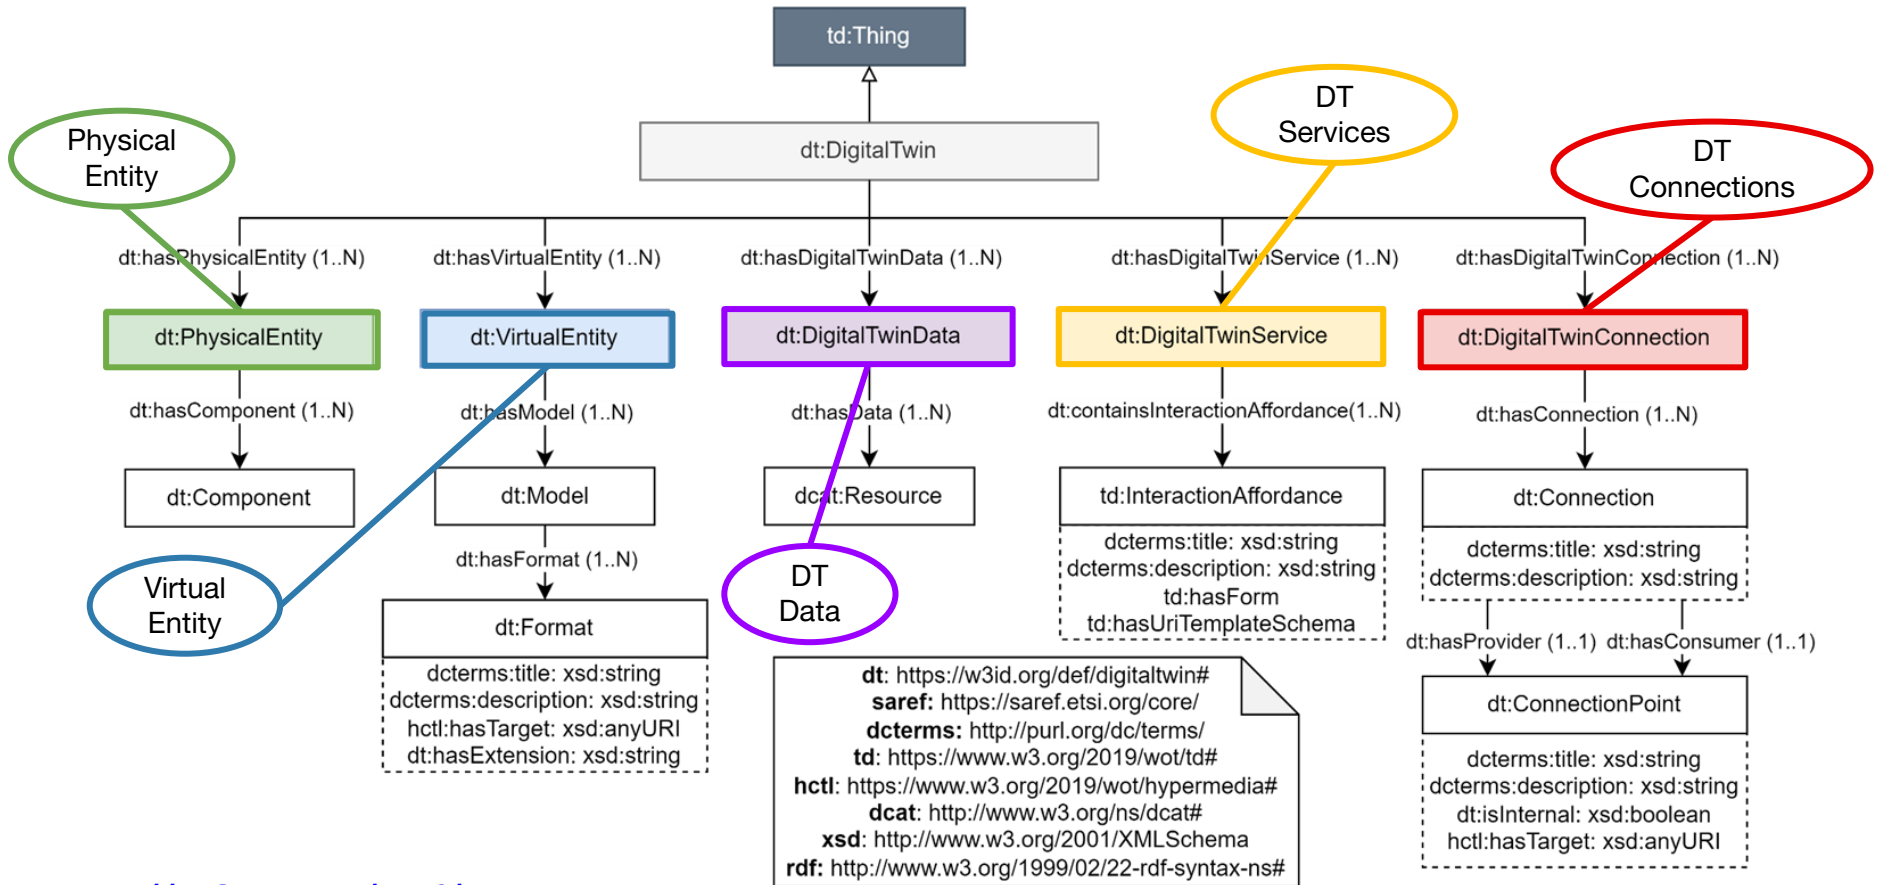 td:Thing
dt:DigitalTwin
Physical
Entity
DT
Services
DT
Connections
dt:hasPhysicalEntity (1..N)
dt:hasVirtualEntity (1..N)
dt:hasDigitalTwinData (1..N)
dt:hasDigitalTwinService (1..N)
dt:hasDigitalTwinConnection (1..N)
dt:PhysicalEntity
dt:VirtualEntity
dt:DigitalTwinData
dt:DigitalTwinService
dt:DigitalTwinConnection
dt:hasComponent (1..N)
dt:hasModel (1..N)
dt:hasData (1..N)
dt:containsInteractionAffordance(1..N)
dt:hasConnection (1..N)
dt:Component
dt:Model
dcat:Resource
td:InteractionAffordance
dt:Connection
dcterms:title: xsd:string
dcterms:description: xsd:string
td:hasForm
td:hasUriTemplateSchema
dcterms:title: xsd:string
dcterms:description: xsd:string
dt:hasFormat (1..N)
Virtual
Entity
DT
Data
dt:Format
dcterms:title: xsd:string
dcterms:description: xsd:string
hctl:hasTarget: xsd:anyURI
dt:hasExtension: xsd:string
dt:hasProvider (1..1)
dt:hasConsumer (1..1)
dt:ConnectionPoint
dcterms:title: xsd:string
dcterms:description: xsd:string
dt:isInternal: xsd:boolean
hctl:hasTarget: xsd:anyURI
dt: https://w3id.org/def/digitaltwin#
saref: https://saref.etsi.org/core/
dcterms: http://purl.org/dc/terms/
td: https://www.w3.org/2019/wot/td#
hctl: https://www.w3.org/2019/wot/hypermedia#
dcat: http://www.w3.org/ns/dcat#
xsd: http://www.w3.org/2001/XMLSchema
rdf: http://www.w3.org/1999/02/22-rdf-syntax-ns#